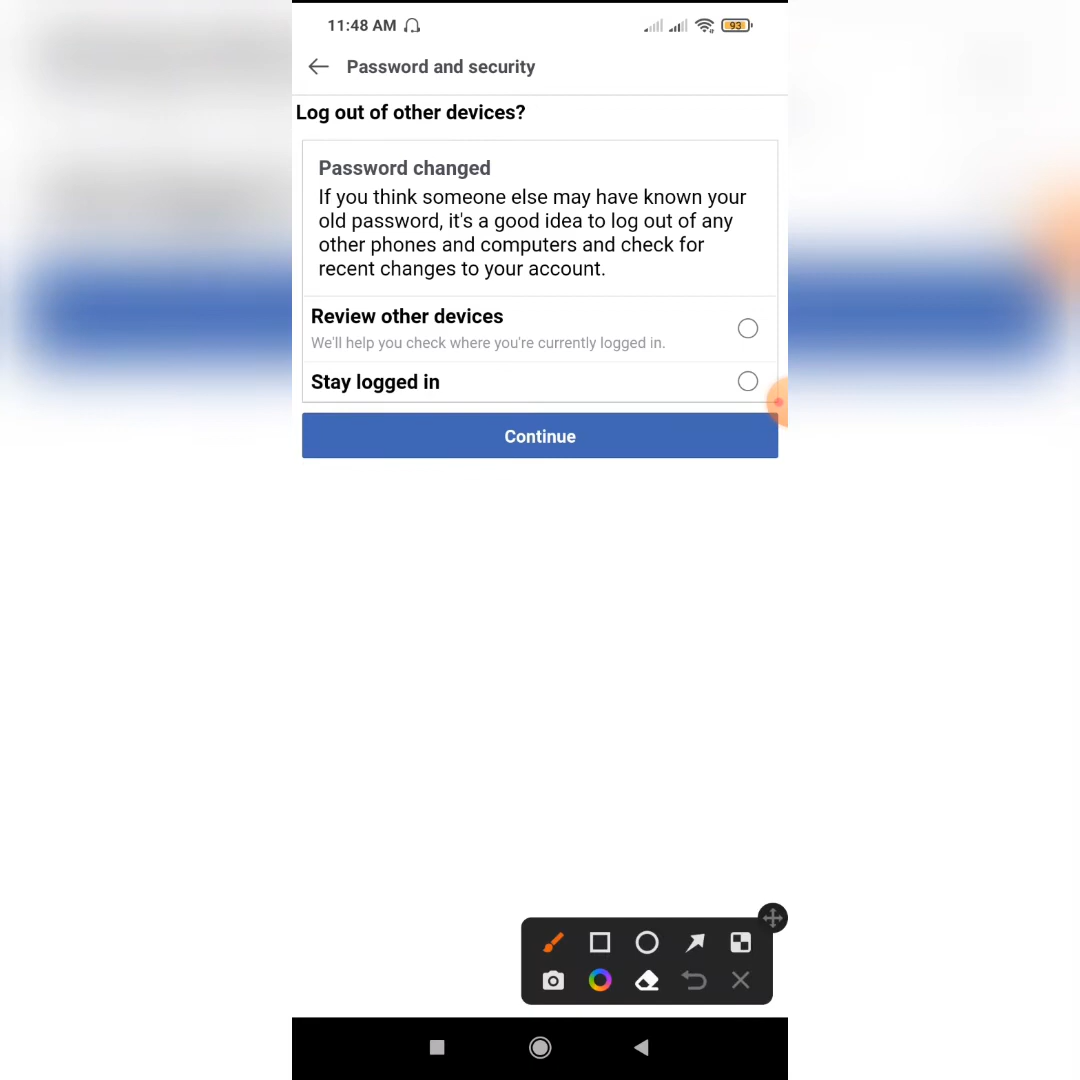 11:48 AM
93
Password and security
Log out of other devices?
Password changed
If you think someone else may have known your
old password, it's a good idea to log out of any
other phones and computers and check for
recent changes to your account.
Review other devices
We'll help you check where you're currently logged in.
Stay logged in
Continue